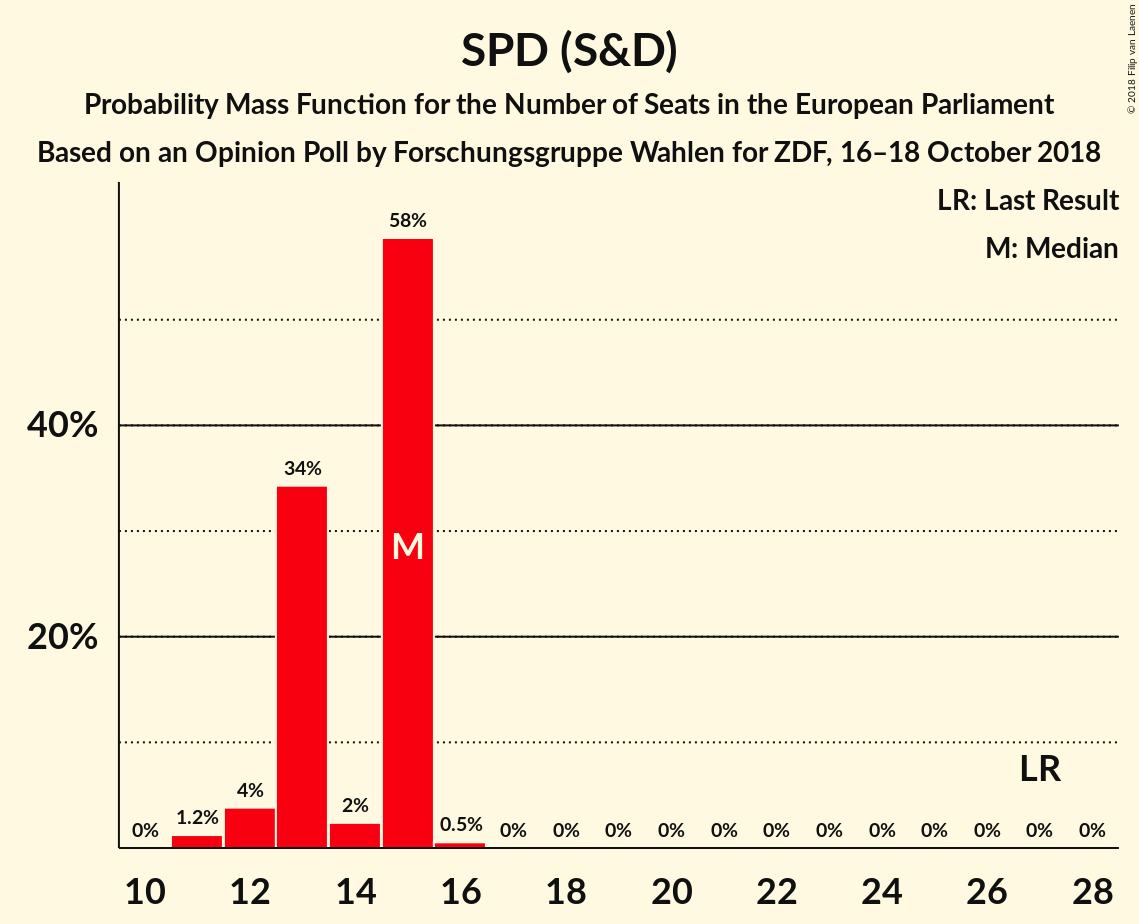 SPD (S&D)
Probability Mass Function for the Number of Seats in the European Parliament
Based on an Opinion Poll by Forschungsgruppe Wahlen for ZDF, 16–18 October 2018
© 2018 Filip van Laenen
LR: Last Result
M: Median
58%
40%
34%
M
20%
LR
0% 1.2% 4% 2% 0.5% 0% 0% 0% 0% 0% 0% 0% 0% 0% 0% 0% 0%
10 12 14 16 18 20 22 24 26 28